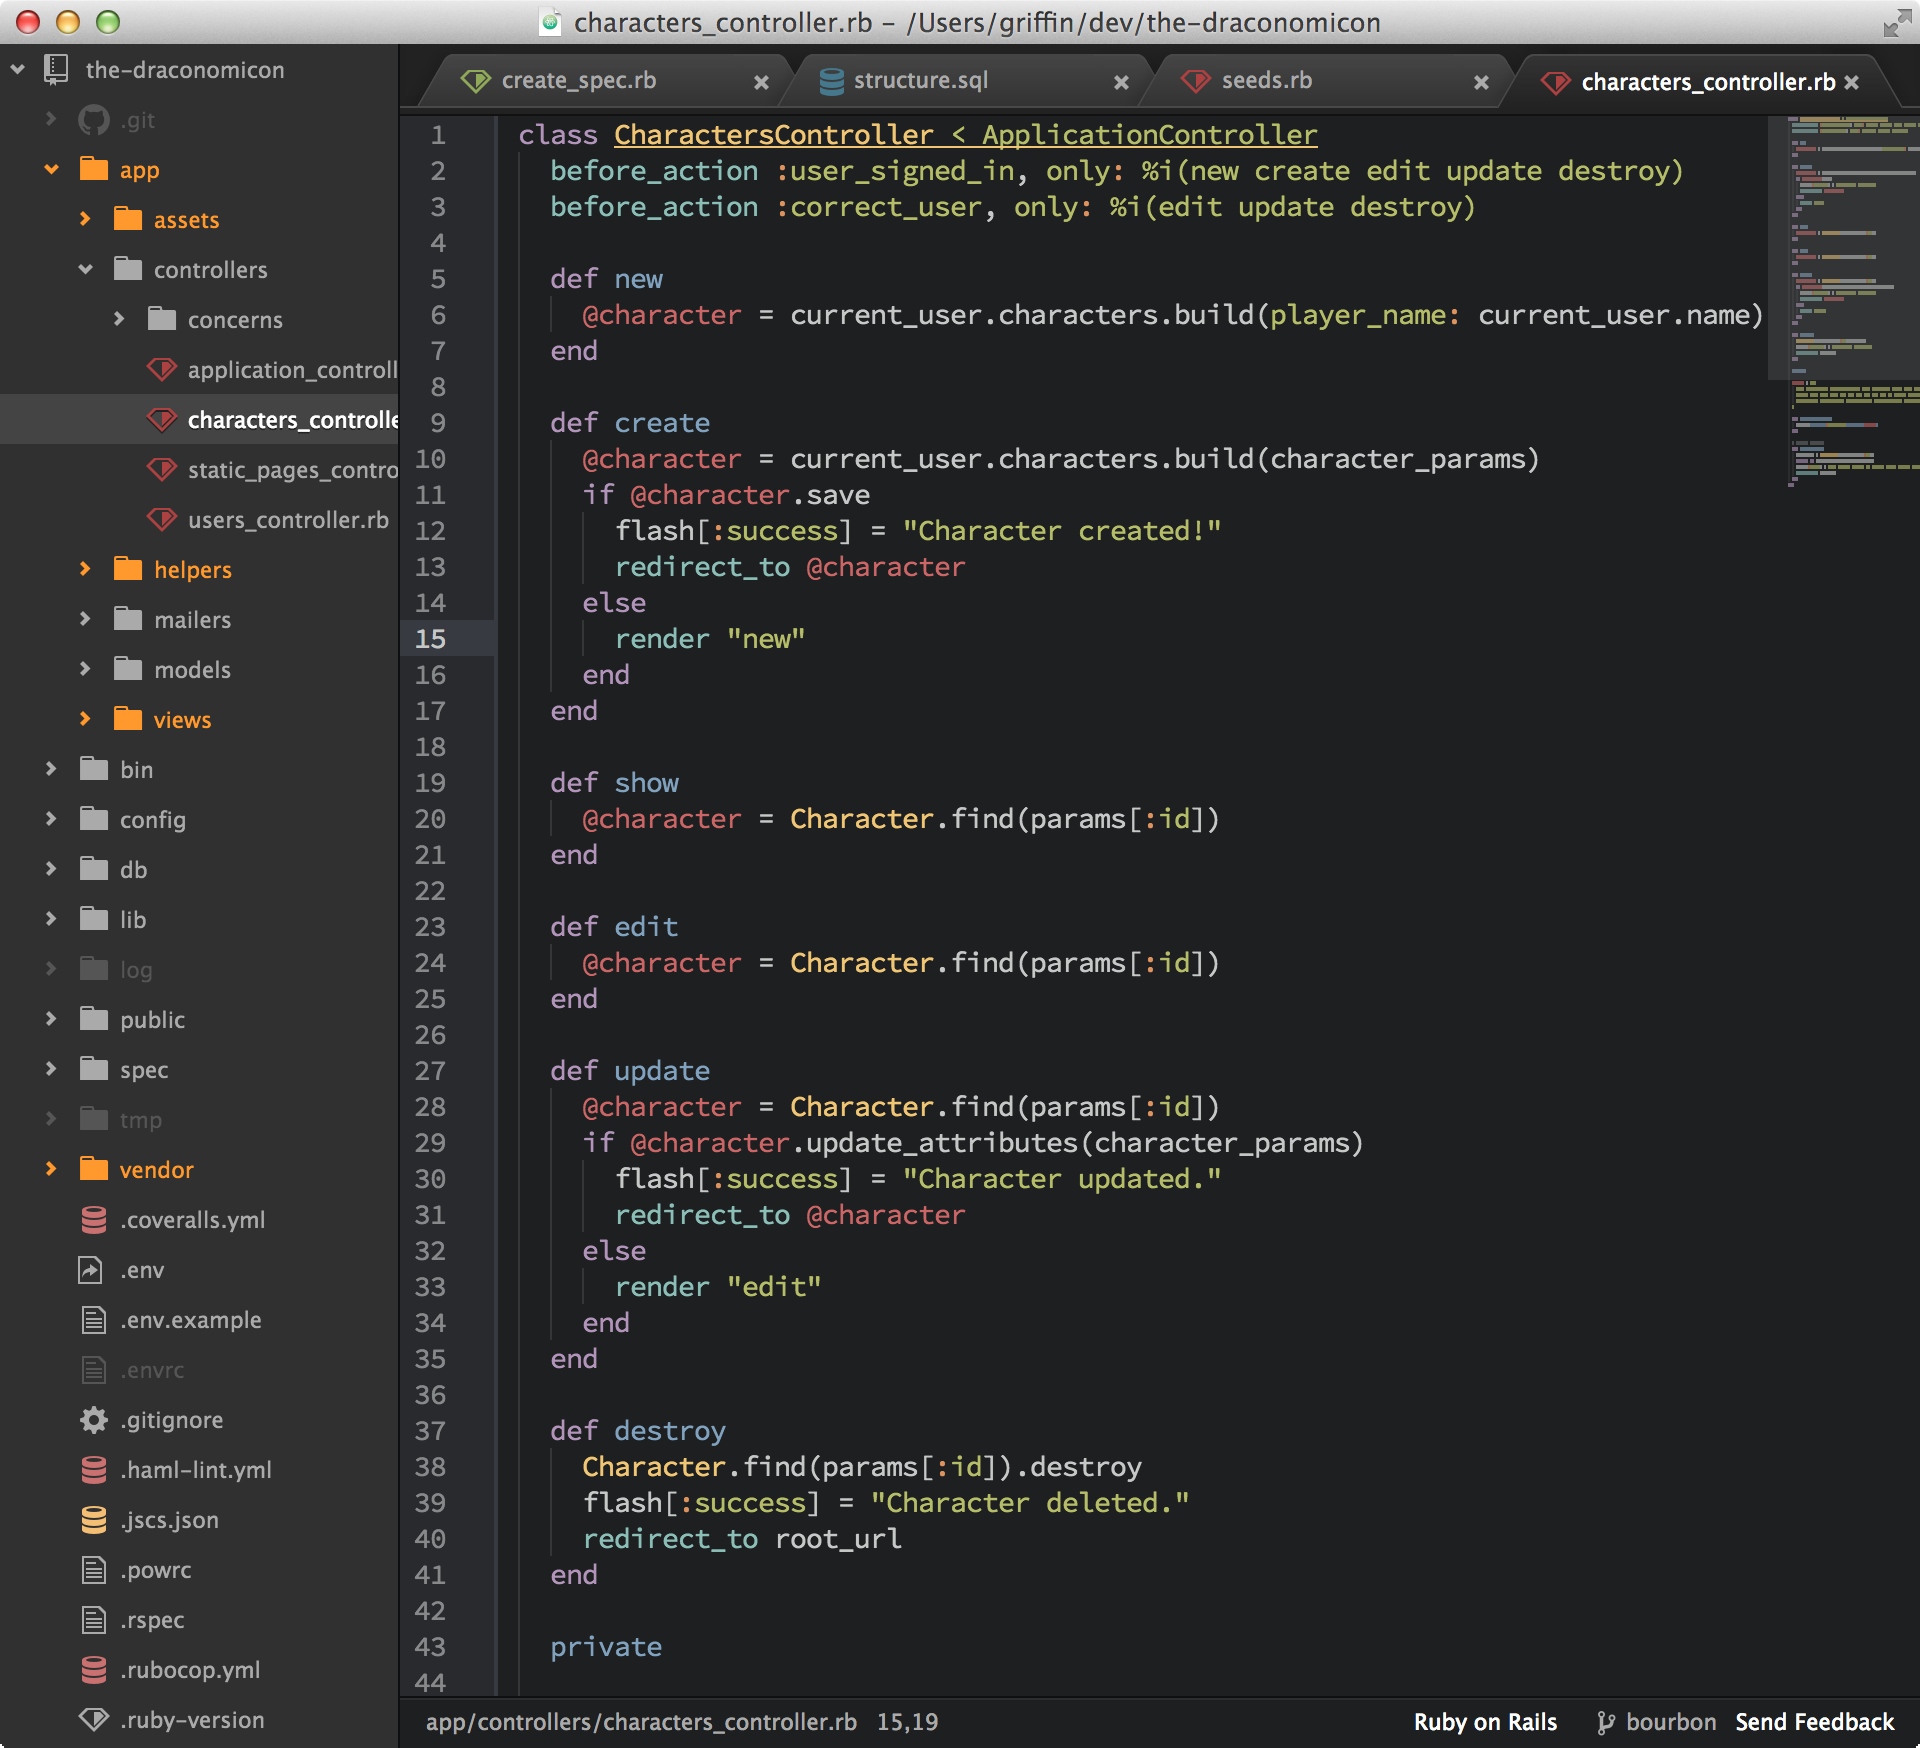 characters_controller.rb – /Users/griffin/dev/the-draconomicon
the-draconomicon
.git
app
assets
controllers
concerns
application_controll
characters_controlle
static_pages_contro
users_controller.rb
helpers
mailers
models
views
bin
config
db
lib
log
public
spec
tmp
vendor
.coveralls.yml
.env
.env.example
.envrc
.gitignore
.haml-lint.yml
.jscs.json
.powrc
.rspec
.rubocop.yml
.ruby-version
create_spec.rb
structure.sql
seeds.rb
characters_controller.rb
1 class CharactersController < ApplicationController
2   before_action :user_signed_in, only: %i(new create edit update destroy)
3   before_action :correct_user, only: %i(edit update destroy)
4
5   def new
6     @character = current_user.characters.build(player_name: current_user.name)
7   end
8
9   def create
10     @character = current_user.characters.build(character_params)
11     if @character.save
12       flash[:success] = "Character created!"
13       redirect_to @character
14     else
15       render "new"
16     end
17   end
18
19   def show
20     @character = Character.find(params[:id])
21   end
22
23   def edit
24     @character = Character.find(params[:id])
25   end
26
27   def update
28     @character = Character.find(params[:id])
29     if @character.update_attributes(character_params)
30       flash[:success] = "Character updated."
31       redirect_to @character
32     else
33       render "edit"
34     end
35   end
36
37   def destroy
38     Character.find(params[:id]).destroy
39     flash[:success] = "Character deleted."
40     redirect_to root_url
41   end
42
43   private
44
app/controllers/characters_controller.rb 15,19
Ruby on Rails
bourbon
Send Feedback